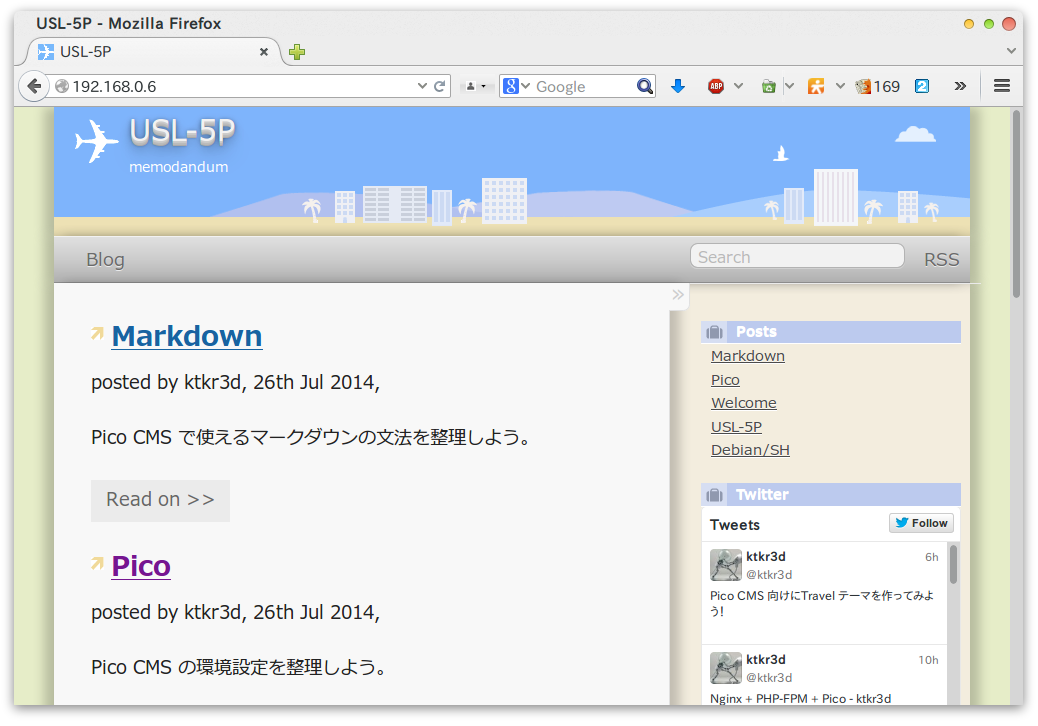 USL-5P - Mozilla Firefox
USL-5P
192.168.0.6
8
Google
ABP
169
2
USL-5P
memodandum
Blog
Search
RSS
Markdown
posted by ktkr3d, 26th Jul 2014,
Pico CMS で使えるマークダウンの文法を整理しよう。
Read on >>
Pico
posted by ktkr3d, 26th Jul 2014,
Pico CMS の環境設定を整理しよう。
Posts
Markdown
Pico
Welcome
USL-5P
Debian/SH
Twitter
Tweets
Follow
ktkr3d
6h
@ktkr3d
Pico CMS 向けにTravel テーマを作ってみよ
う!
ktkr3d
10h
@ktkr3d
Nginx + PHP-FPM + Pico - ktkr3d